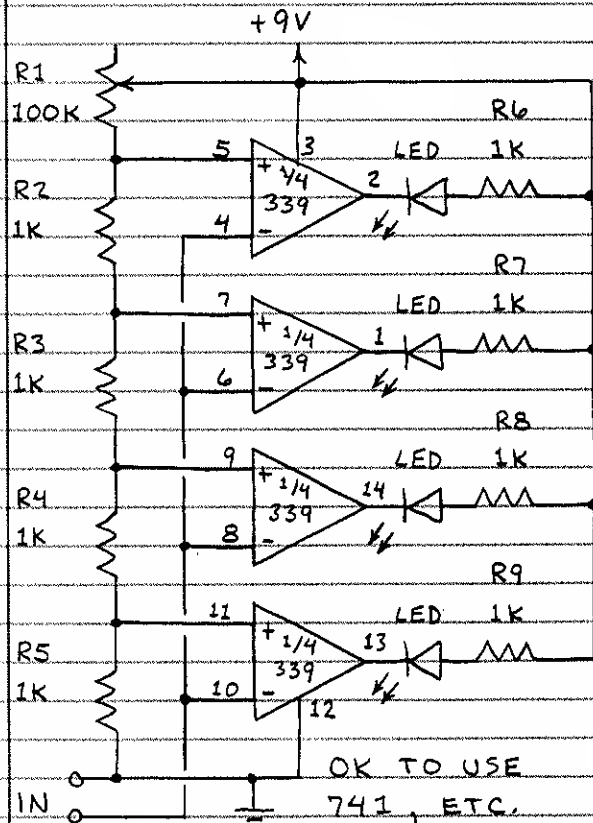 +9V
R1
100K
R6
1K
LED
5
+
3
1/4
339
2
4
-
R2
1K
R7
1K
LED
7
+
1/4
339
1
6
-
R3
1K
R8
1K
LED
9
+
1/4
339
14
8
-
R4
1K
R9
1K
LED
11
+
1/4
339
13
10
-
12
R5
1K
IN
OK TO USE
741, ETC.